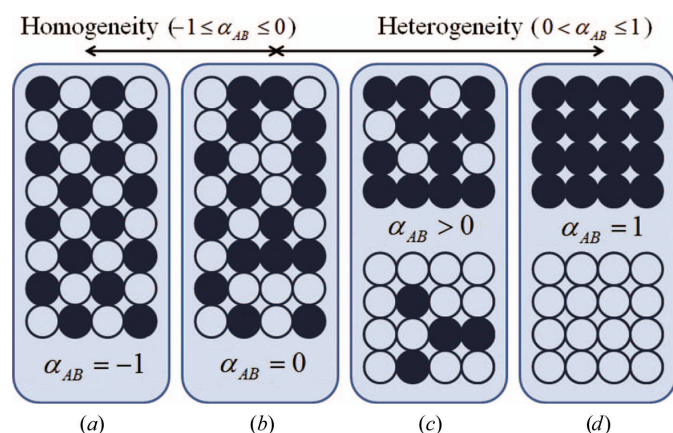 Homogeneity (−1 ≤ α_AB ≤ 0) Heterogeneity (0 < α_AB ≤ 1)
α_AB > 0 α_AB = 1
α_AB = −1 α_AB = 0
(a) (b) (c) (d)